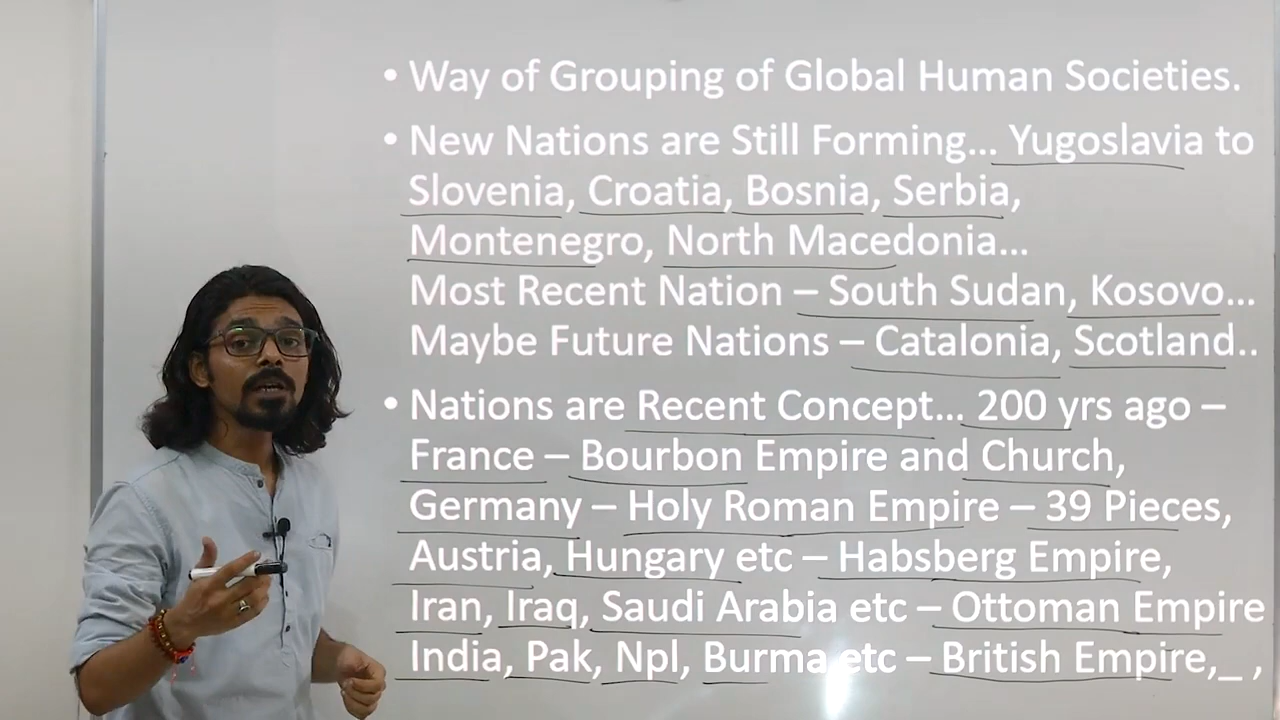 • Way of Grouping of Global Human Societies.
• New Nations are Still Forming... Yugoslavia to
Slovenia, Croatia, Bosnia, Serbia,
Montenegro, North Macedonia...
Most Recent Nation – South Sudan, Kosovo...
Maybe Future Nations – Catalonia, Scotland..
• Nations are Recent Concept... 200 yrs ago –
France – Bourbon Empire and Church,
Germany – Holy Roman Empire – 39 Pieces,
Austria, Hungary etc – Habsberg Empire,
Iran, Iraq, Saudi Arabia etc – Ottoman Empire
India, Pak, Npl, Burma etc – British Empire,_ ,